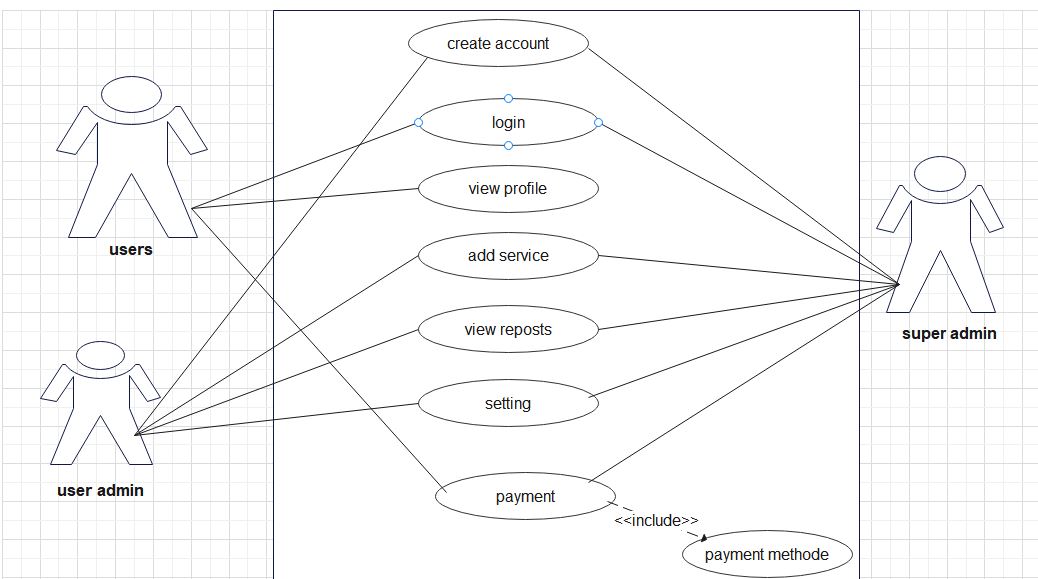 create account
login
view profile
users
add service
view reposts
super admin
setting
user admin
payment
<<include>>
payment methode